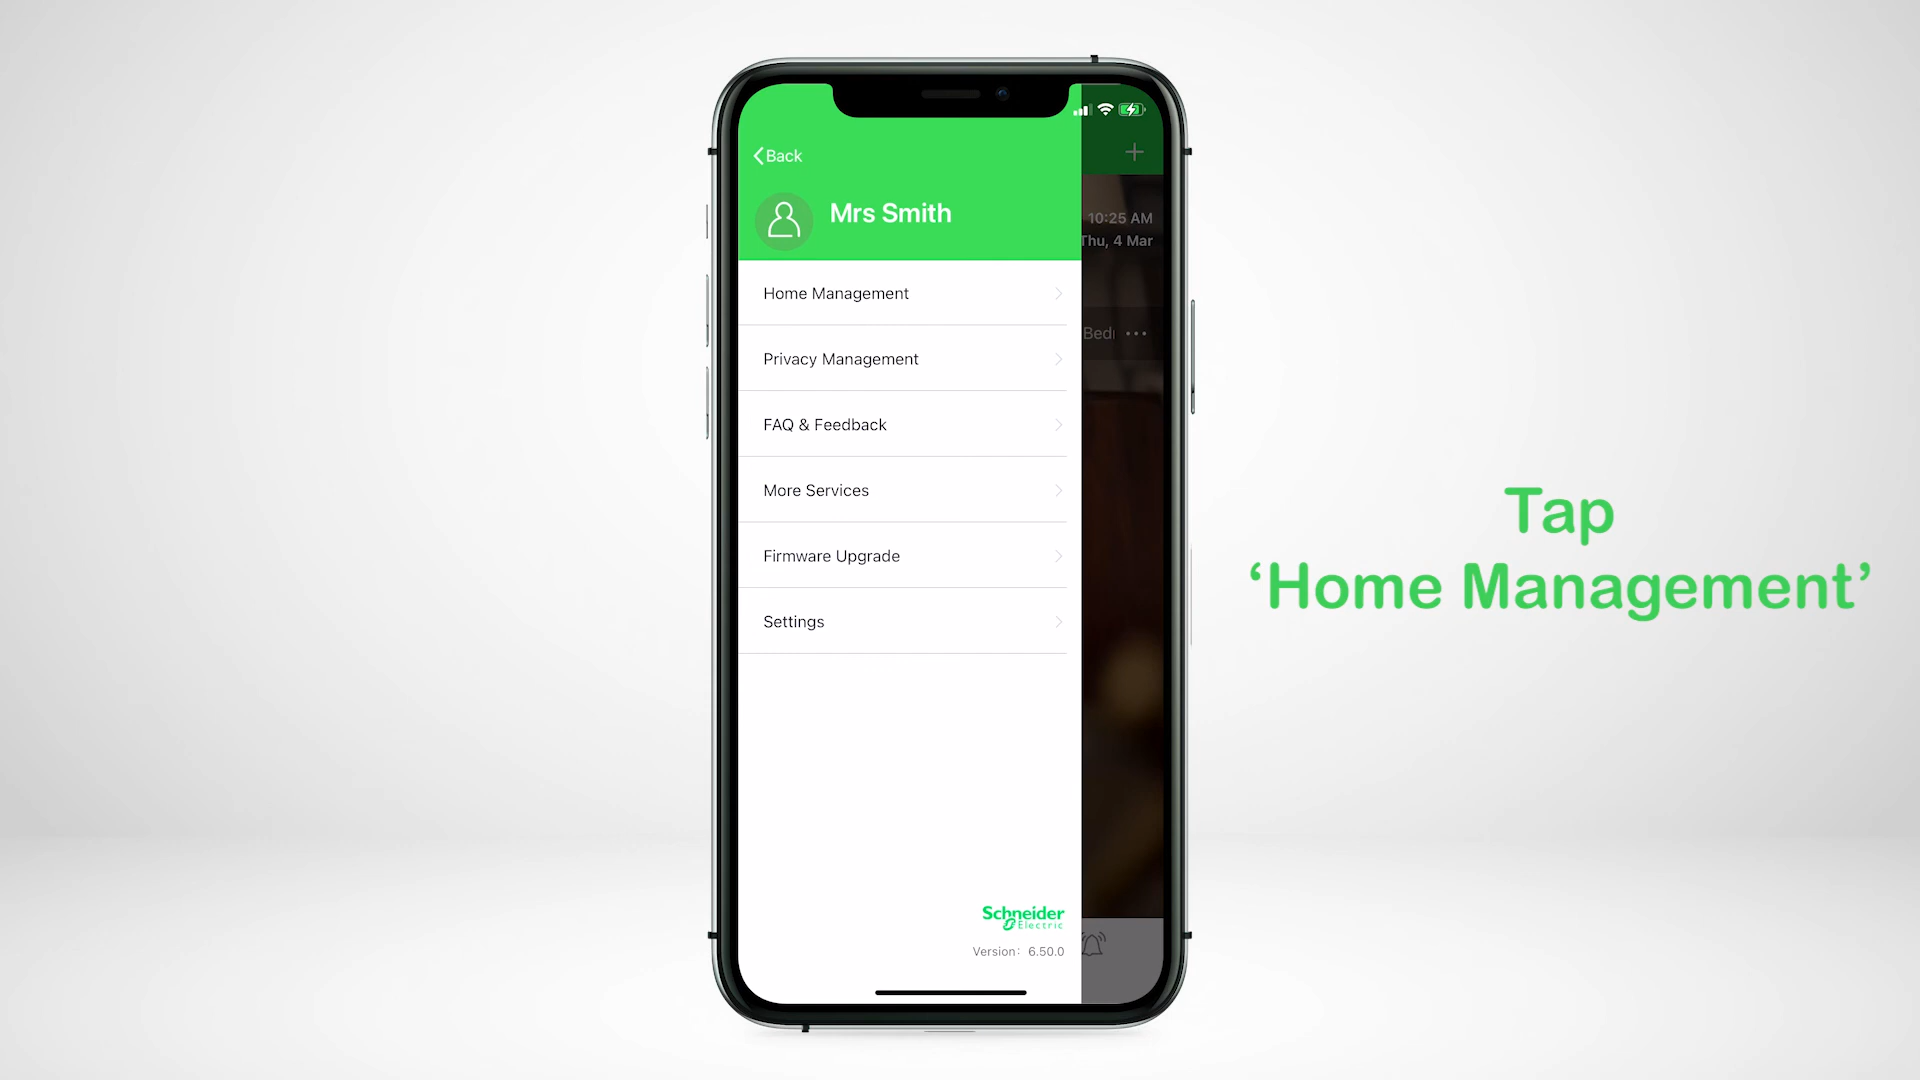 Back
Mrs Smith
10:25 AM
Thu, 4 Mar
Home Management
Privacy Management
FAQ & Feedback
More Services
Firmware Upgrade
Settings
Schneider
Electric
Version: 6.50.0
Tap
‘Home Management’